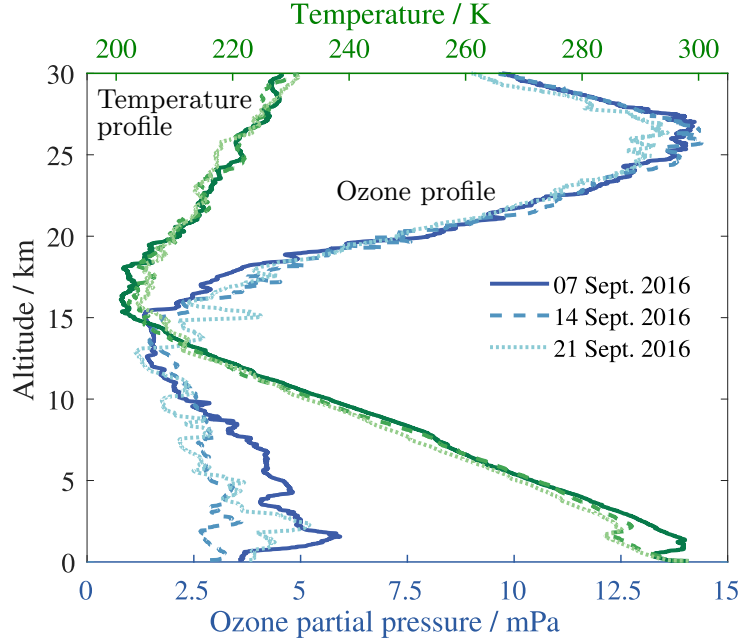 Temperature / K
200 220 240 260 280 300
30
Temperature
profile
25
Ozone profile
20
07 Sept. 2016
14 Sept. 2016
15
21 Sept. 2016
10
5
0
Altitude / km
0 2.5 5 7.5 10 12.5 15
Ozone partial pressure / mPa